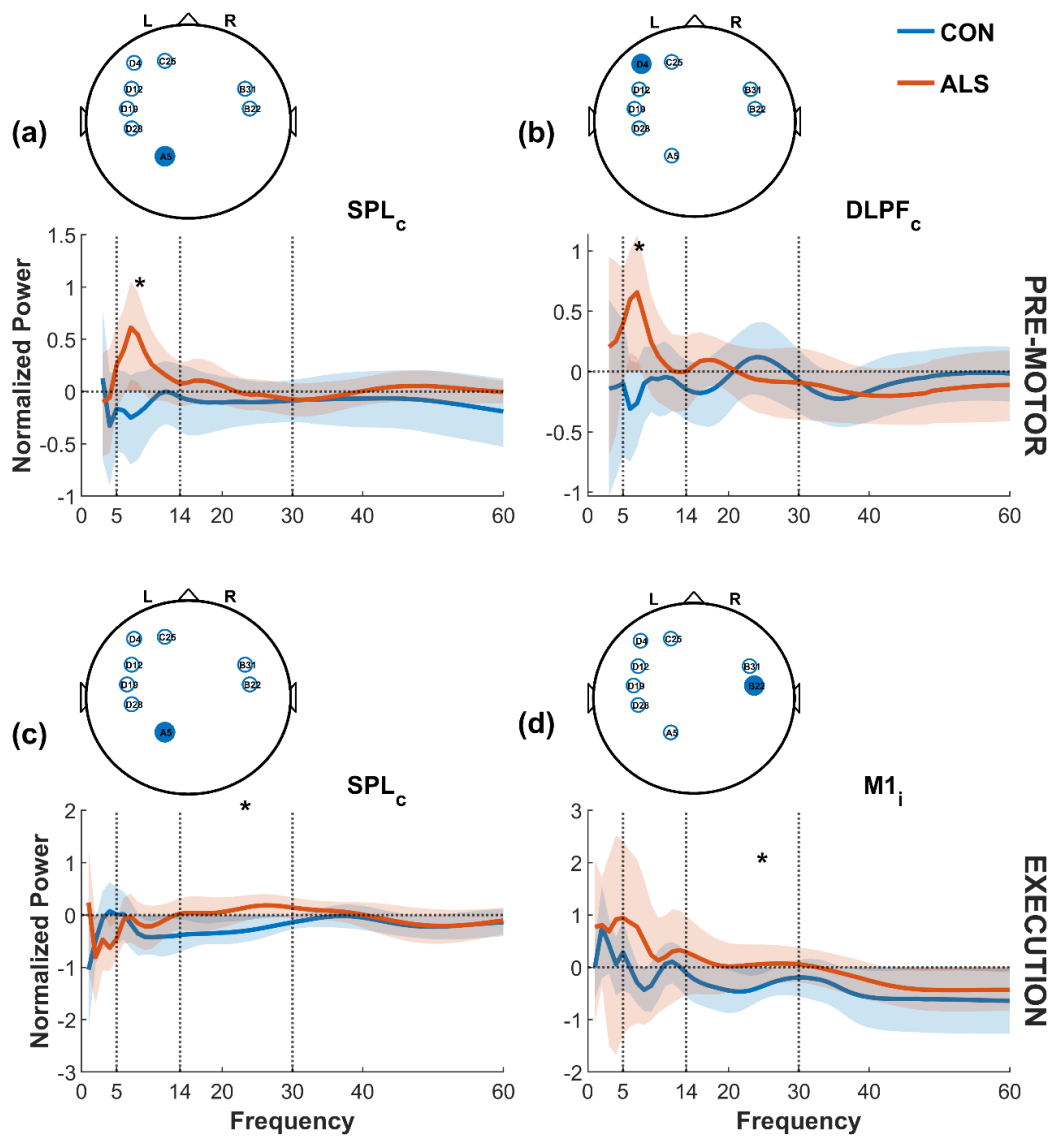 L R L R
CON
ALS
(a) D4 C25 D12 B31 D19 B22 D28 A5
(b) D4 C25 D12 B31 D19 B22 D28 A5
SPLc
DLPFc
1.5
1
*
0.5
0
-0.5
-1
Normalized Power
0 5 14 20 30 40 60
1
*
0.5
0
-0.5
-1
0 5 14 20 30 40 60
PRE-MOTOR
L R L R
(c) D4 C25 D12 B31 D19 B22 D28 A5
(d) D4 C25 D12 B31 D19 B22 D28 A5
SPLc
M1i
*
2
1
0
-1
-2
-3
Normalized Power
0 5 14 20 30 40 60
Frequency
3
2
*
1
0
-1
-2
0 5 14 20 30 40 60
Frequency
EXECUTION